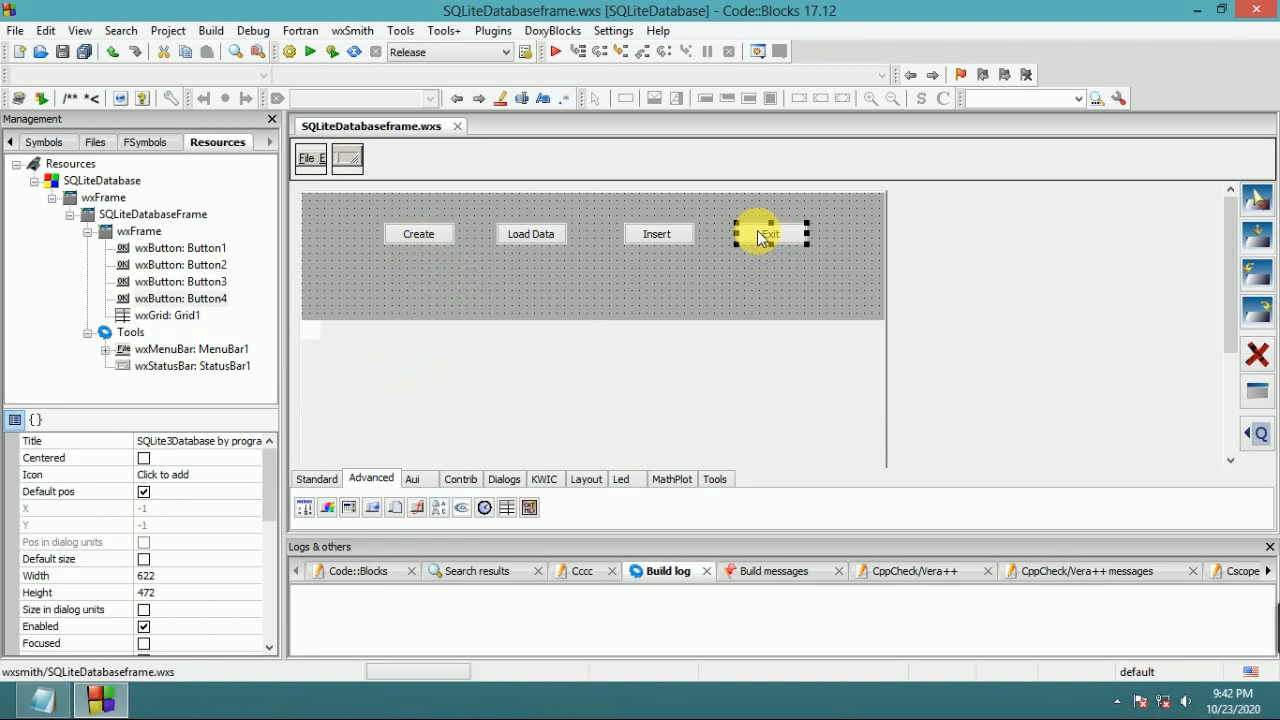 SQLiteDatabaseframe.wxs [SQLiteDatabase] - Code::Blocks 17.12
File Edit View Search Project Build Debug Fortran wxSmith Tools Tools+ Plugins DoxyBlocks Settings Help
Release
/** *<
S C
Management
Symbols Files FSymbols Resources
Resources
SQLiteDatabase
wxFrame
SQLiteDatabaseFrame
wxFrame
wxButton: Button1
wxButton: Button2
wxButton: Button3
wxButton: Button4
wxGrid: Grid1
Tools
wxMenuBar: MenuBar1
wxStatusBar: StatusBar1
{}
Title SQLite3Database by progra
Centered
Icon Click to add
Default pos
X -1
Y -1
Pos in dialog units
Default size
Width 622
Height 472
Size in dialog units
Enabled
Focused
SQLiteDatabaseframe.wxs
File E
Create Load Data Insert Exit
Q
Standard Advanced Aui Contrib Dialogs KWIC Layout Led MathPlot Tools
Logs & others
Code::Blocks Search results Cccc Build log Build messages CppCheck/Vera++ CppCheck/Vera++ messages Cscope
wxsmith/SQLiteDatabaseframe.wxs default
9:42 PM
10/23/2020